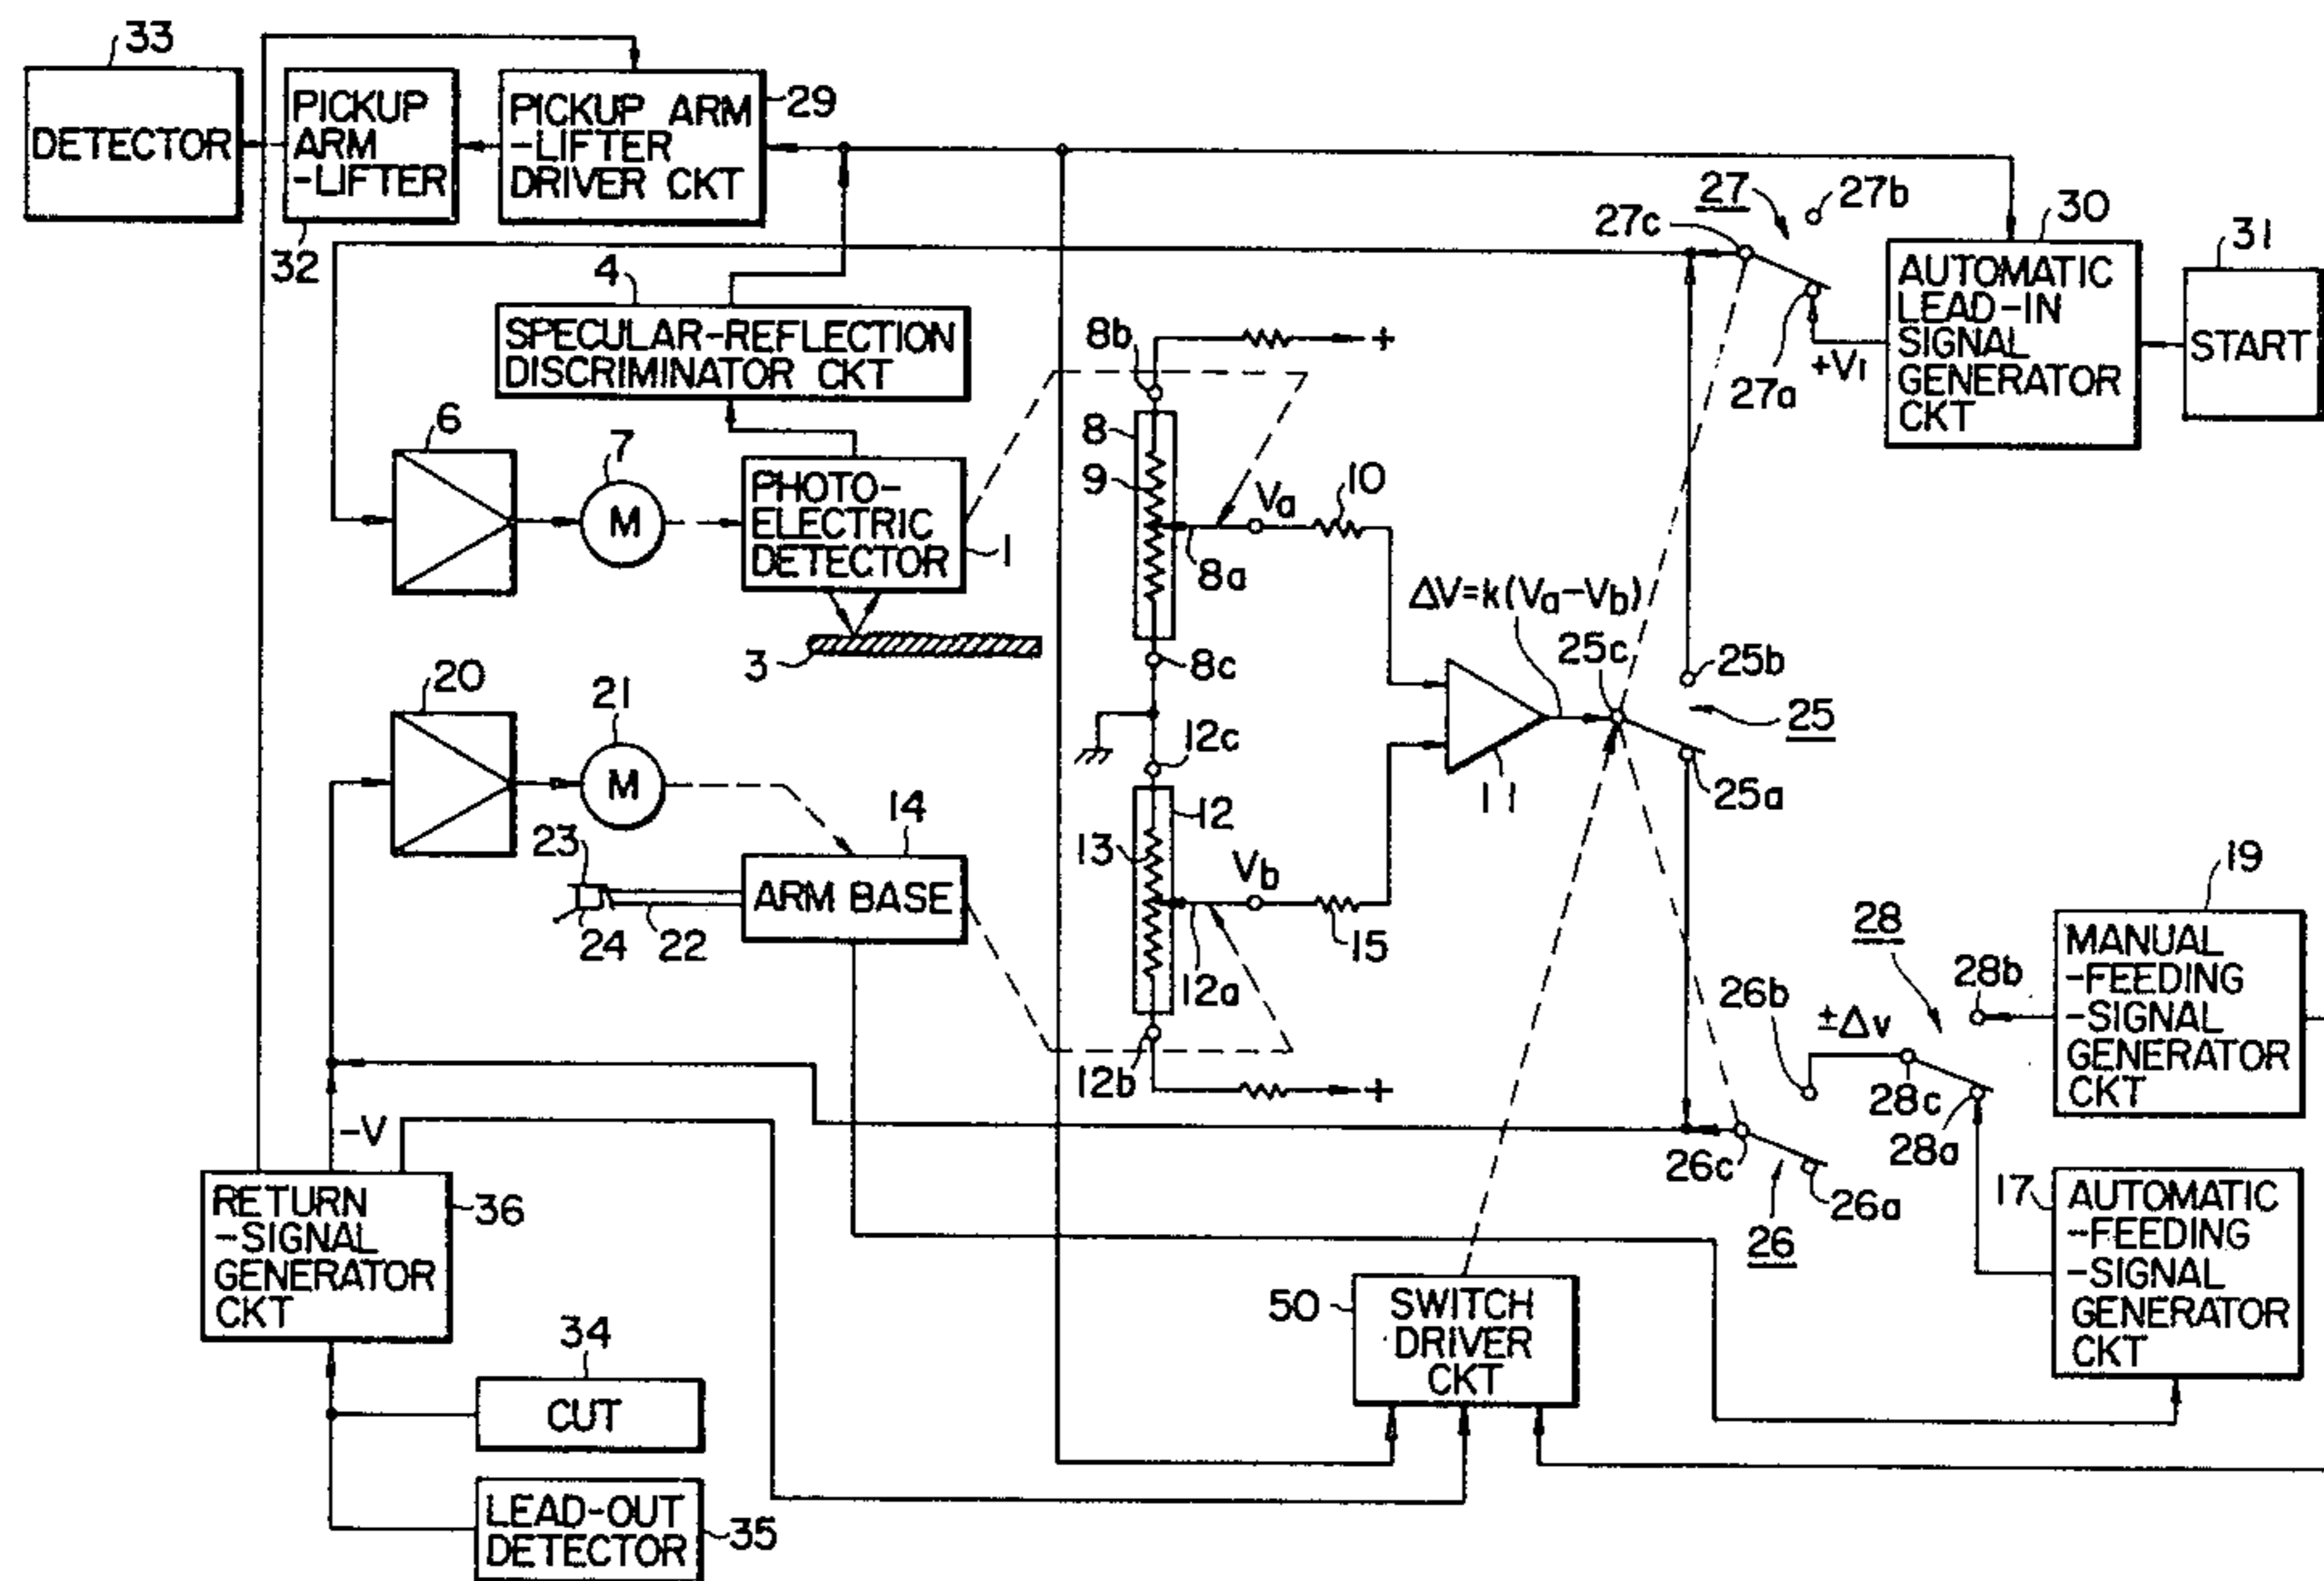 33
DETECTOR
PICKUP
ARM
-LIFTER
32
PICKUP ARM
-LIFTER
DRIVER CKT
29
27
27b
27c
27a
+V1
30
AUTOMATIC
LEAD-IN
SIGNAL
GENERATOR
CKT
31
START
4
SPECULAR-REFLECTION
DISCRIMINATOR CKT
6
7
M
PHOTO-
ELECTRIC
DETECTOR
1
3
8b
+
8
9
Va
10
8a
8c
ΔV=k(Va-Vb)
25c
25b
25
25a
11
20
21
M
14
ARM BASE
23
24
22
12c
12
13
Vb
15
12a
12b
+
19
MANUAL
-FEEDING
-SIGNAL
GENERATOR
CKT
28
28b
28c
28a
±Δv
26b
26c
26a
26
17
AUTOMATIC
-FEEDING
-SIGNAL
GENERATOR
CKT
-V
RETURN
-SIGNAL
GENERATOR
CKT
36
34
CUT
LEAD-OUT
DETECTOR
35
50
SWITCH
DRIVER
CKT